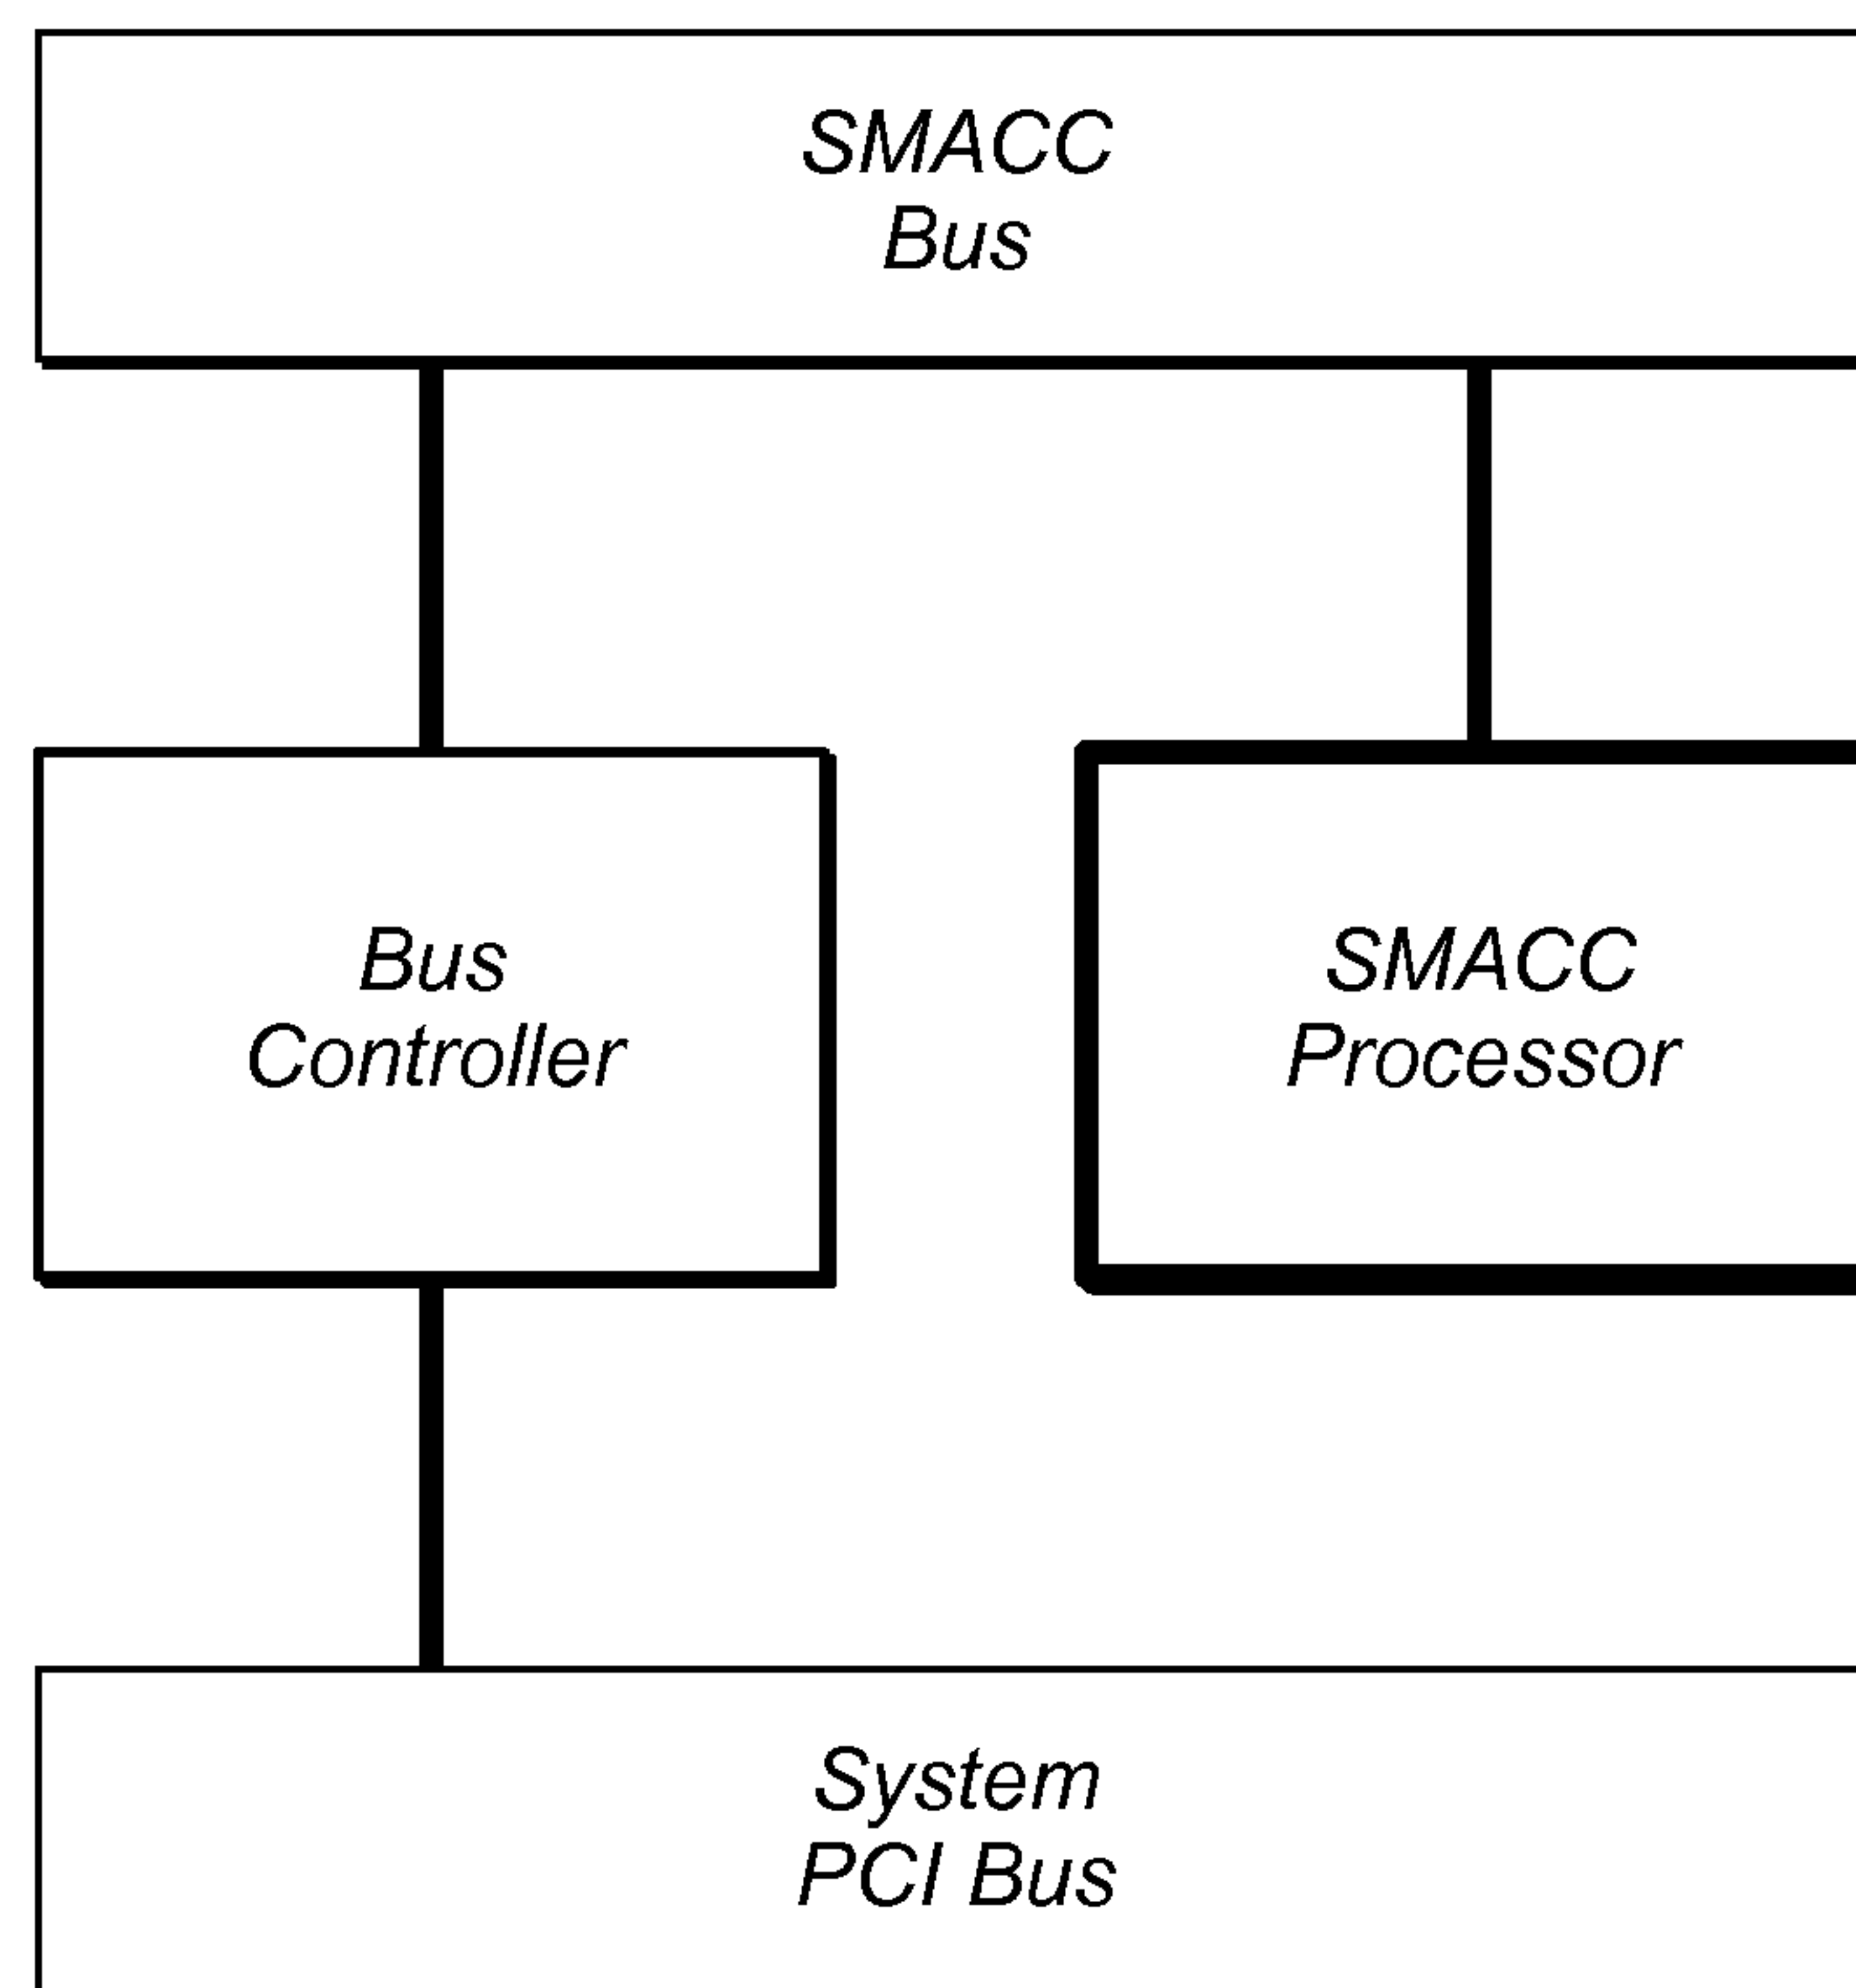 SMACC
Bus
Bus
Controller
SMACC
Processor
System
PCI Bus